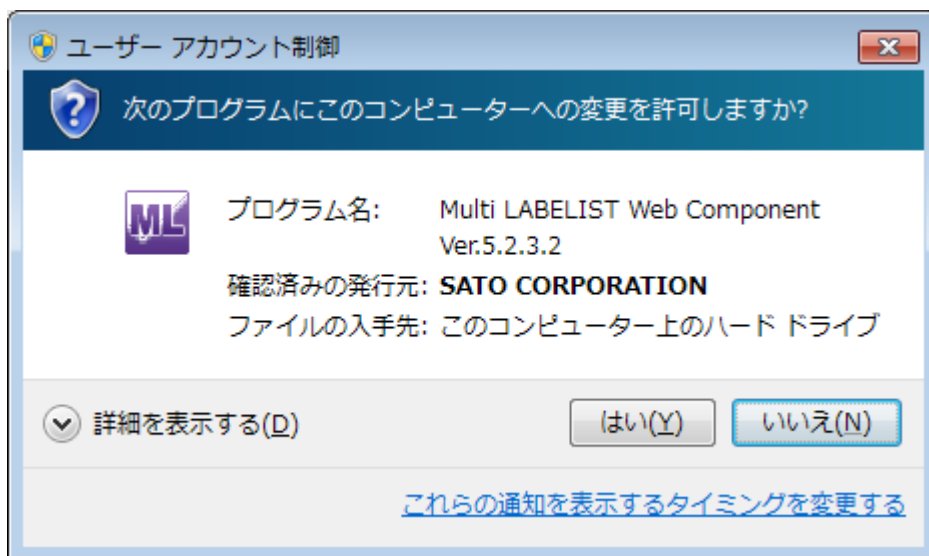 ユーザー アカウント制御
次のプログラムにこのコンピューターへの変更を許可しますか?
ML
プログラム名: Multi LABELIST Web Component
Ver.5.2.3.2
確認済みの発行元: SATO CORPORATION
ファイルの入手先: このコンピューター上のハード ドライブ
詳細を表示する(D)
はい(Y) いいえ(N)
これらの通知を表示するタイミングを変更する